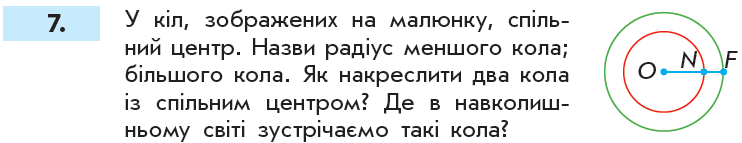 7.
У кіл, зображених на малюнку, спіль-
ний центр. Назви радіус меншого кола;
більшого кола. Як накреслити два кола
із спільним центром? Де в навколиш-
ньому світі зустрічаємо такі кола?
O N F